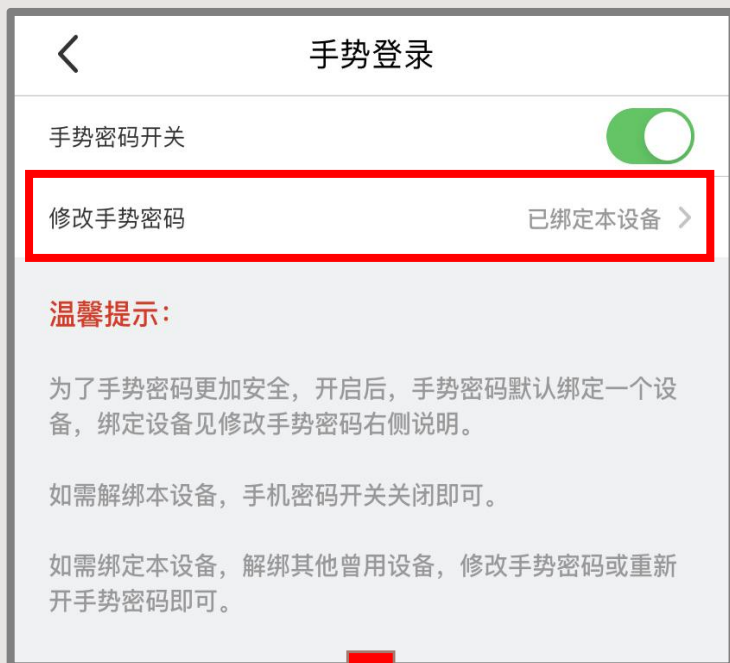 手势登录
手势密码开关
修改手势密码 已绑定本设备
温馨提示：
为了手势密码更加安全，开启后，手势密码默认绑定一个设
备，绑定设备见修改手势密码右侧说明。
如需解绑本设备，手机密码开关关闭即可。
如需绑定本设备，解绑其他曾用设备，修改手势密码或重新
开手势密码即可。